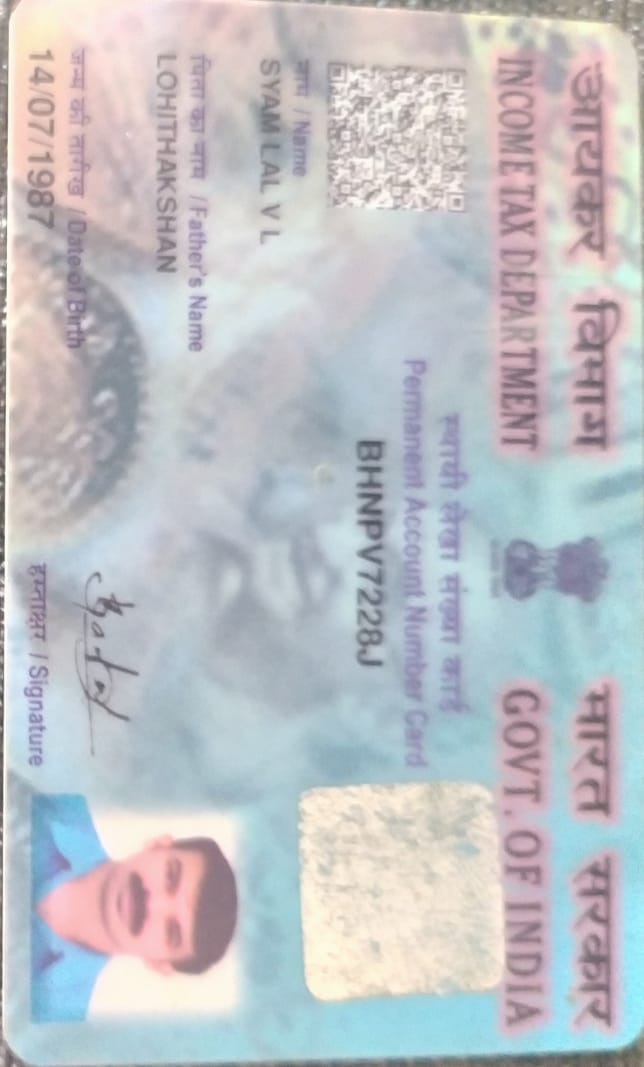 आयकर विभाग भारत सरकार
INCOME TAX DEPARTMENT GOVT. OF INDIA
स्थायी लेखा संख्या कार्ड
Permanent Account Number Card
BHNPV7228J
नाम / Name
SYAM LAL V L
पिता का नाम / Father's Name
LOHITHAKSHAN
जन्म की तारीख / Date of Birth
14/07/1987
हस्ताक्षर / Signature